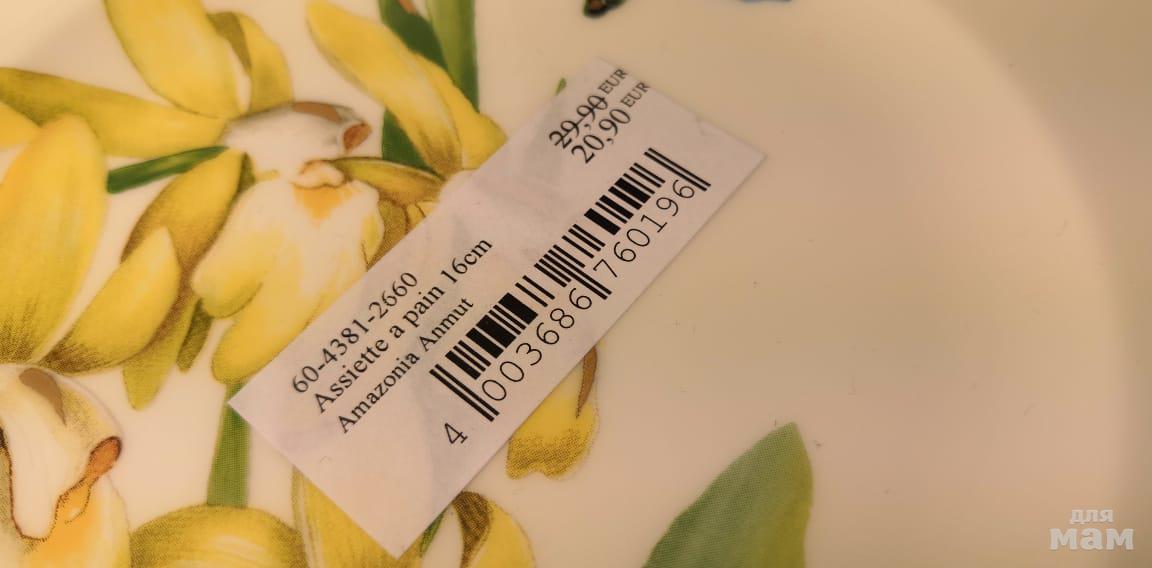 29,90 EUR
20,90 EUR
60-4381-2660
Assiette a pain 16cm
Amazonia Anmut
4 003686 760196
для
мам